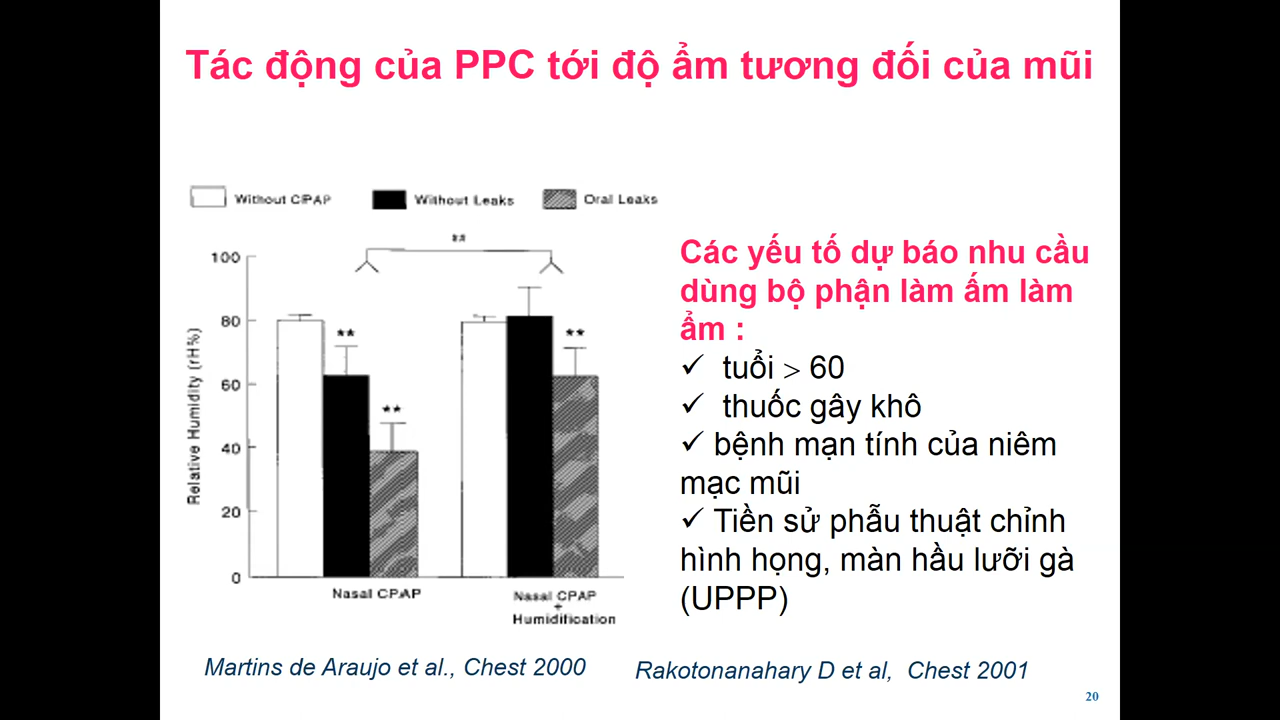 Tác động của PPC tới độ ẩm tương đối của mũi
Without CPAP
Without Leaks
Oral Leaks
**
100
80
60
40
20
0
Relative Humidity (rH%)
**
**
**
Nasal CPAP
Nasal CPAP
+
Humidification
Các yếu tố dự báo nhu cầu
dùng bộ phận làm ấm làm
ẩm :
✓ tuổi > 60
✓ thuốc gây khô
✓ bệnh mạn tính của niêm
mạc mũi
✓ Tiền sử phẫu thuật chỉnh
hình họng, màn hầu lưỡi gà
(UPPP)
Martins de Araujo et al., Chest 2000
Rakotonanahary D et al, Chest 2001
20